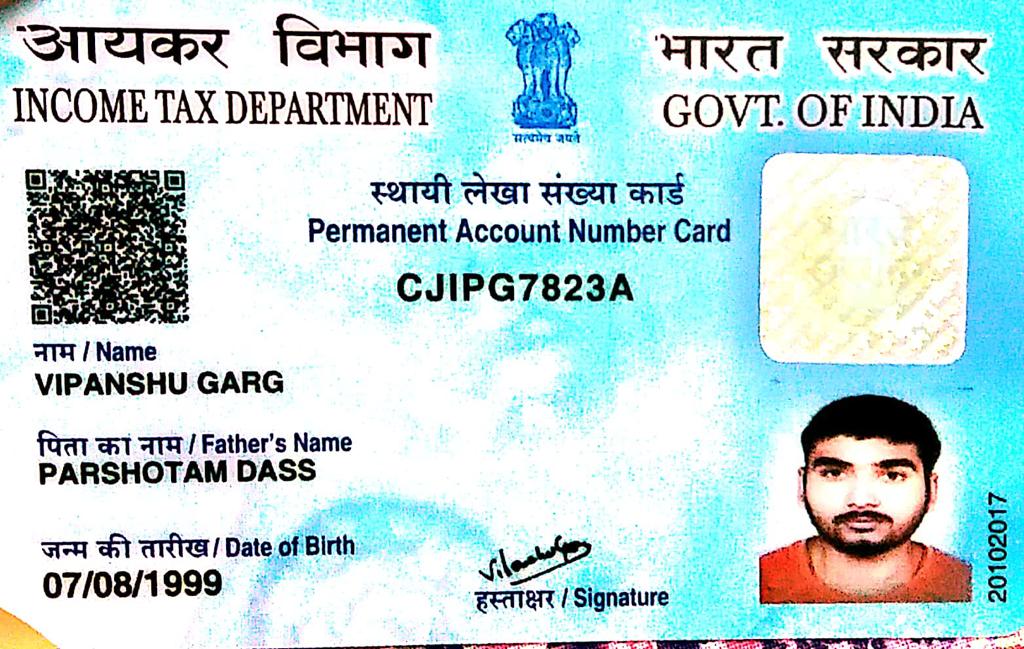 आयकर विभाग
INCOME TAX DEPARTMENT
सत्यमेव जयते
भारत सरकार
GOVT. OF INDIA
स्थायी लेखा संख्या कार्ड
Permanent Account Number Card
CJIPG7823A
नाम / Name
VIPANSHU GARG
पिता का नाम / Father's Name
PARSHOTAM DASS
जन्म की तारीख / Date of Birth
07/08/1999
हस्ताक्षर / Signature
20102017